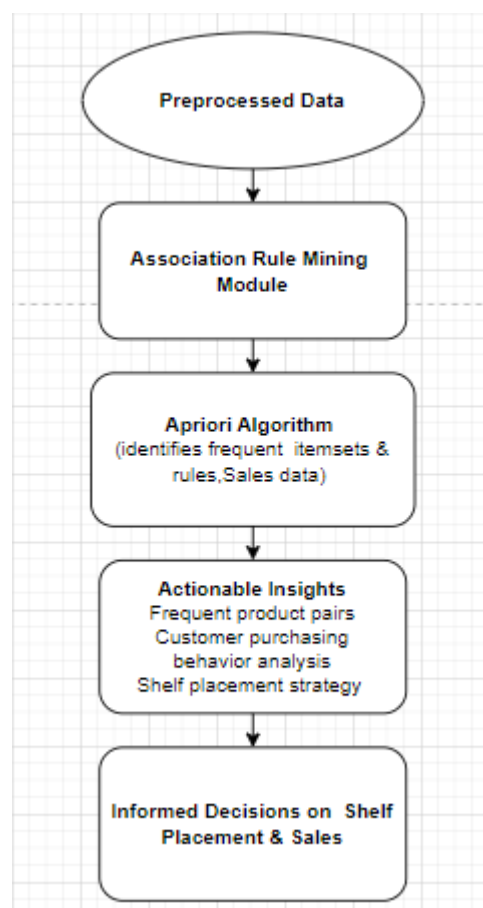 Preprocessed Data
Association Rule Mining
Module
Apriori Algorithm
(identifies frequent itemsets &
rules,Sales data)
Actionable Insights
Frequent product pairs
Customer purchasing
behavior analysis
Shelf placement strategy
Informed Decisions on Shelf
Placement & Sales